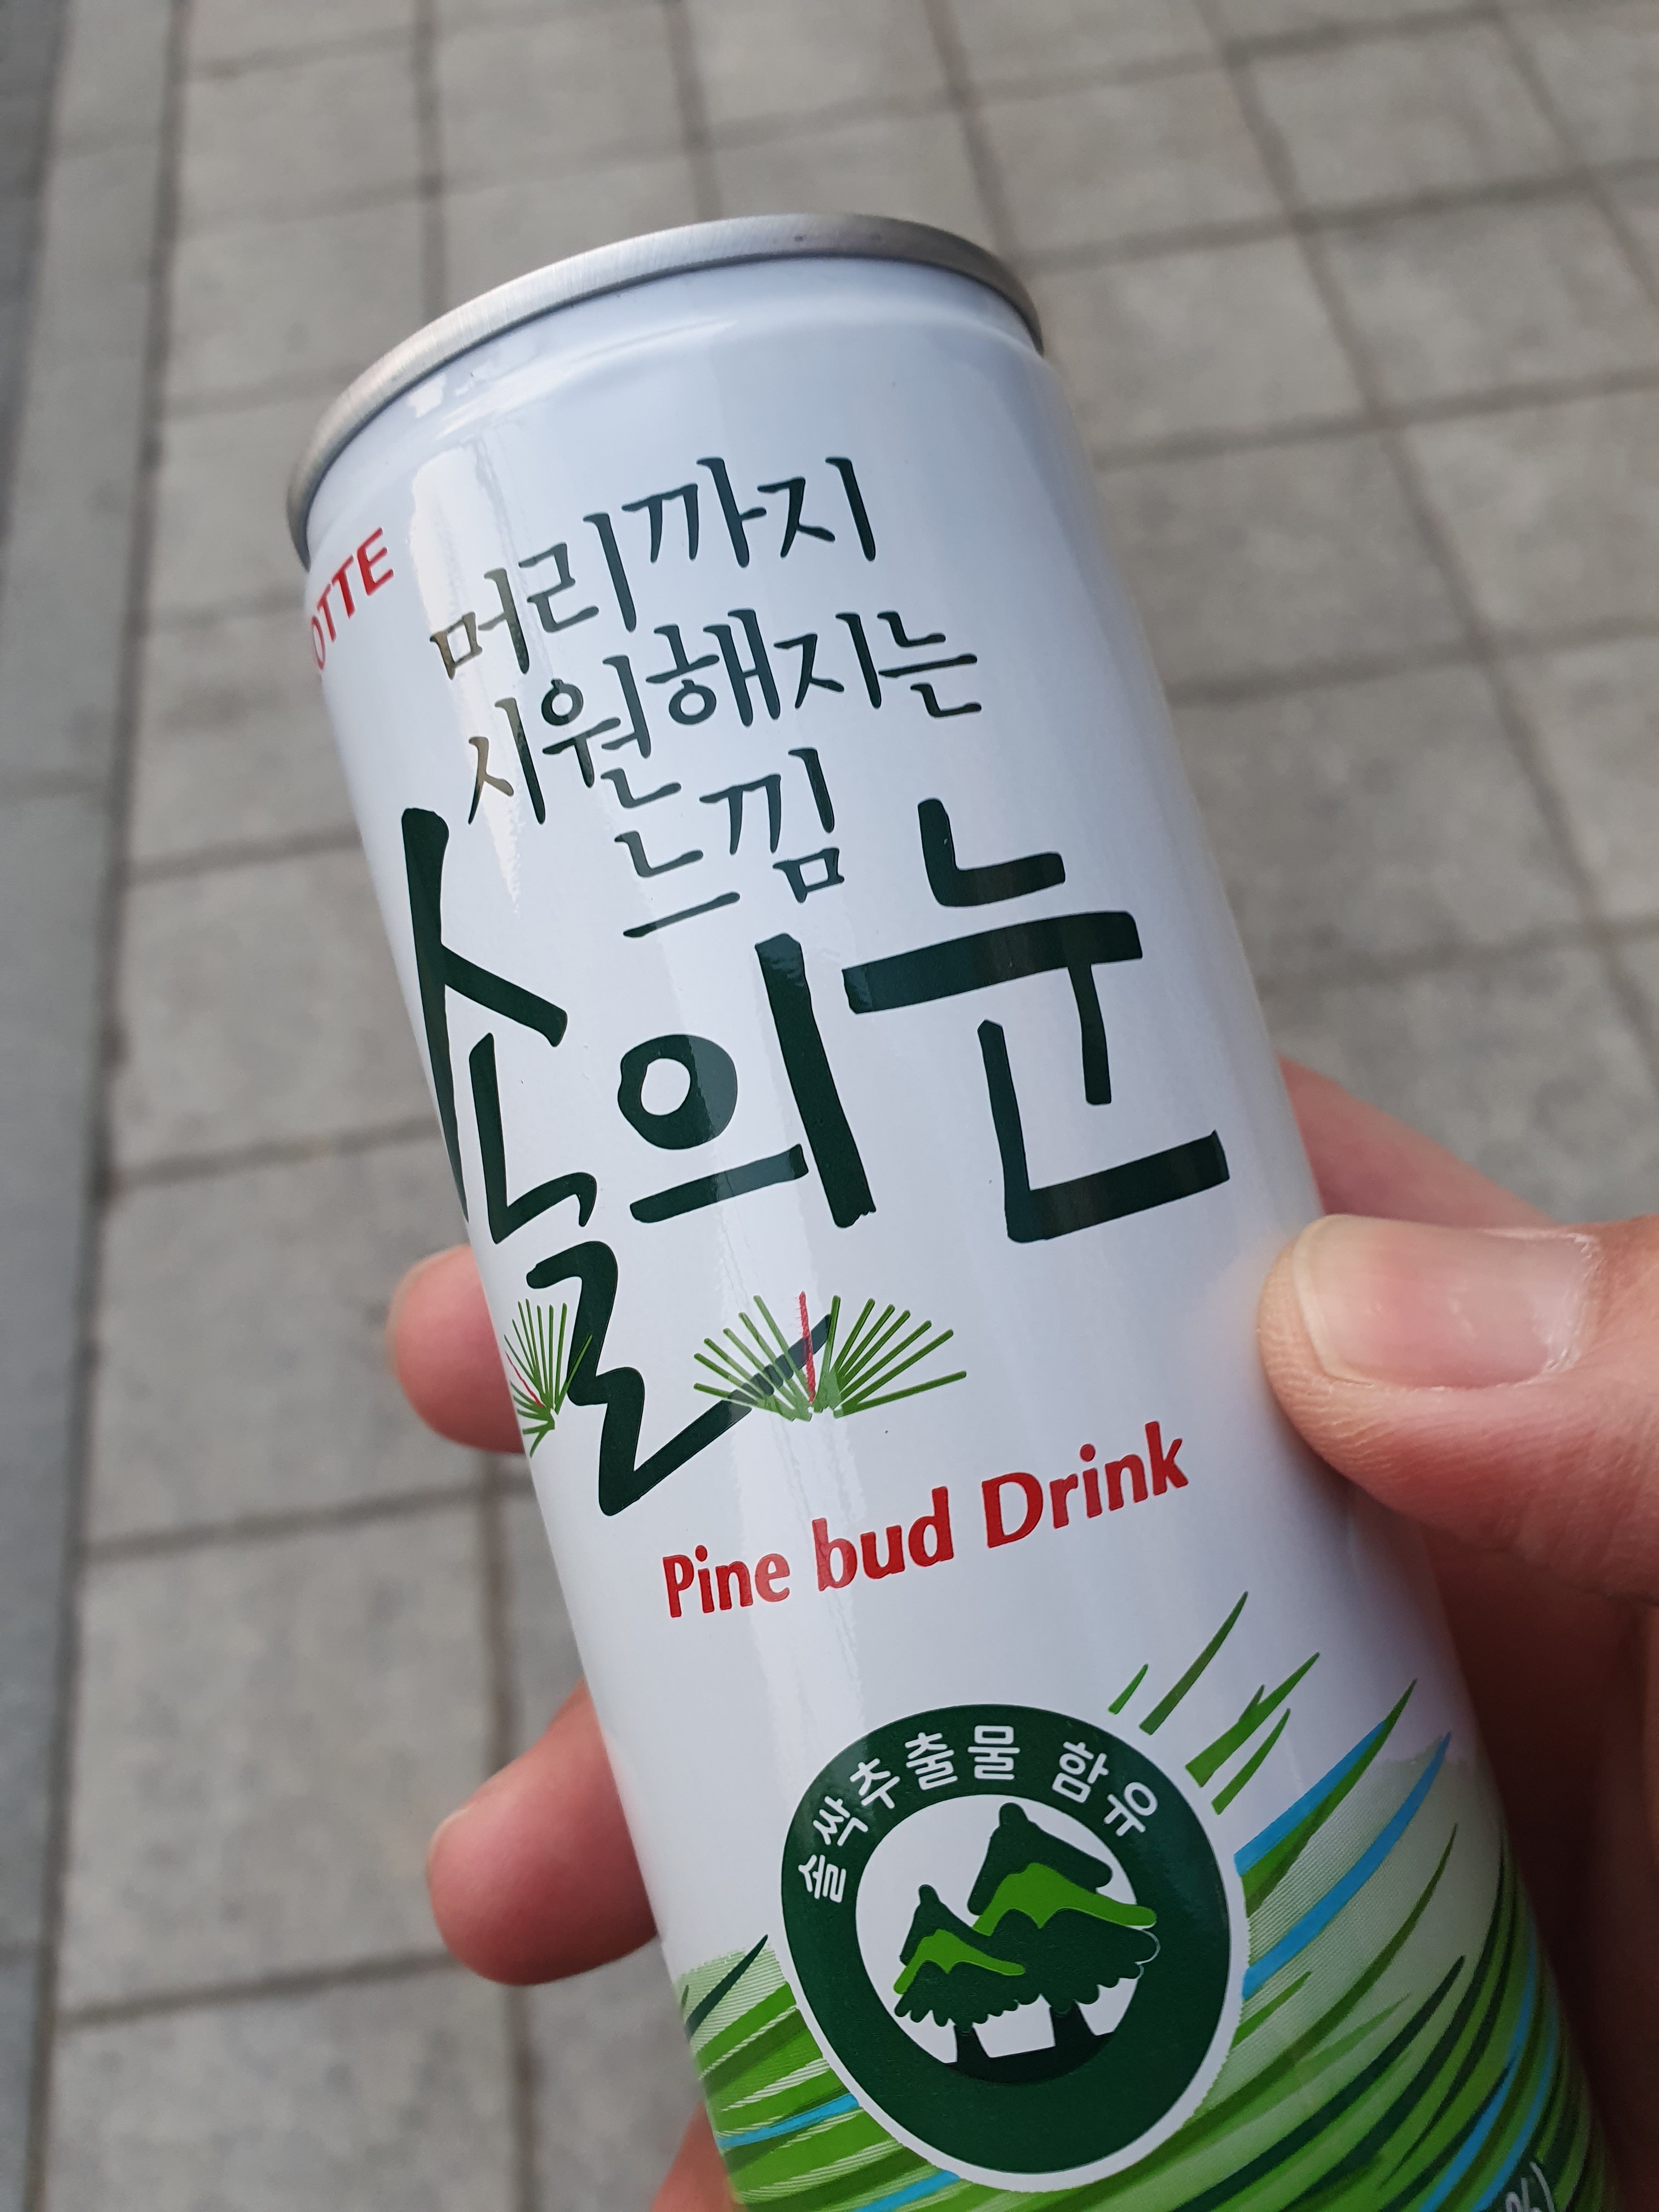 OTTE
머리까지
시원해지는
느낌
솔의눈
Pine bud Drink
솔싹추출물 함유
%)